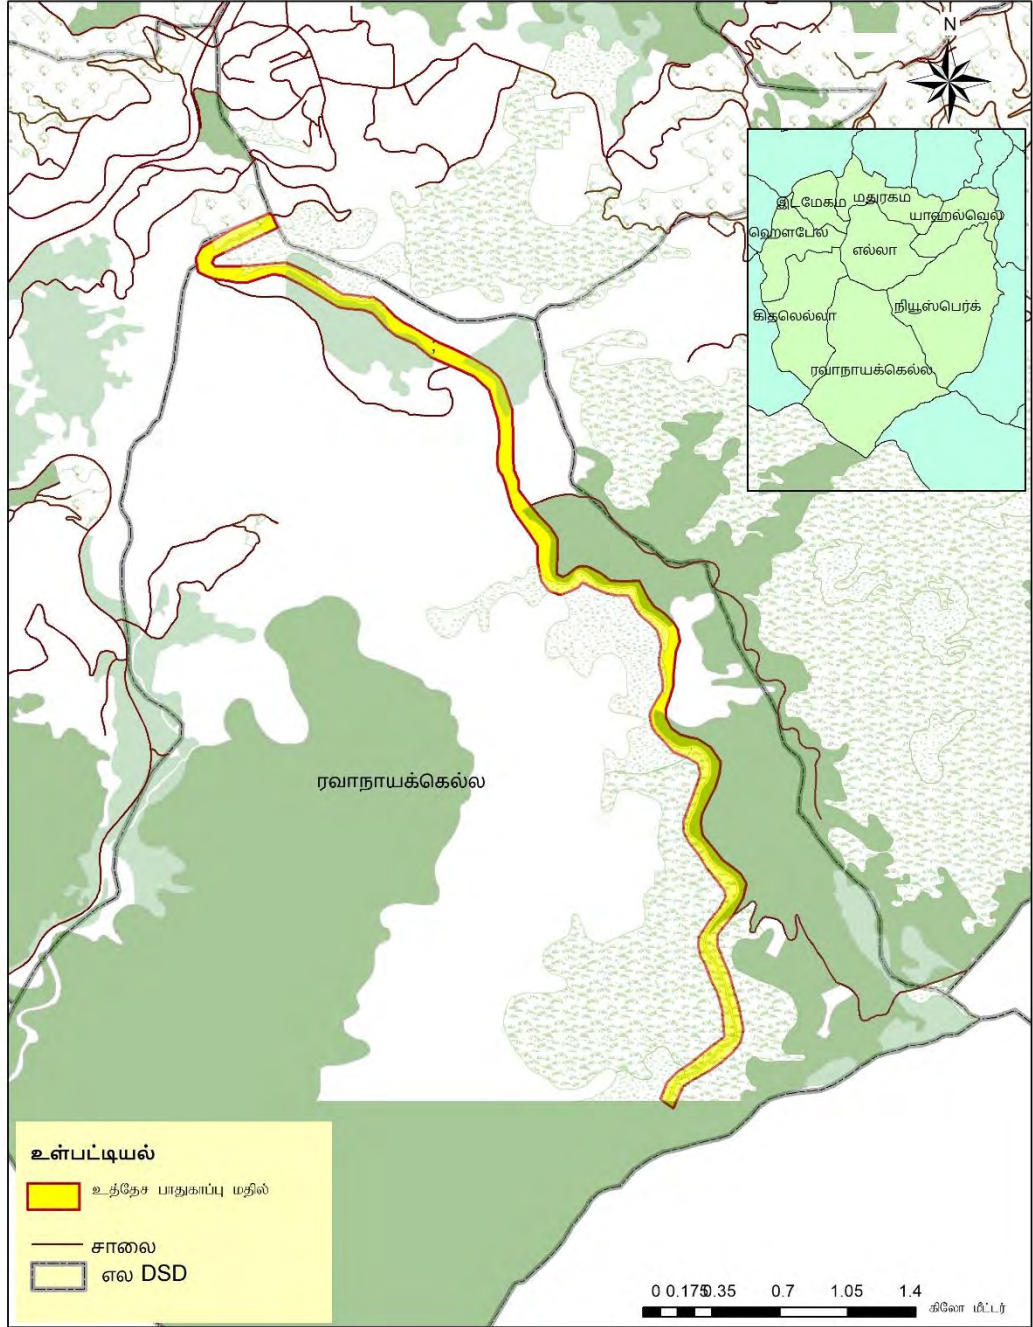 N
இடமேகம
மதுரகம
யாஹல்வெல
ஹெளபேல்
எல்லா
நியூஸ்பெர்க்
கிதலெல்லா
ரவாநாயக்கெல்ல
1
ரவாநாயக்கெல்ல
உள்பட்டியல்
உத்தேச பாதுகாப்பு மதில்
சாலை
எல DSD
0 0.175 0.35 0.7 1.05 1.4
கிலோ மீட்டர்